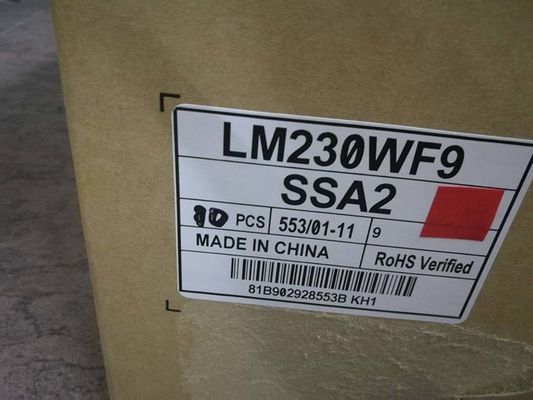 LM230WF9
SSA2
10 PCS 553/01-11 9
MADE IN CHINA
RoHS Verified
81B902928553B KH1